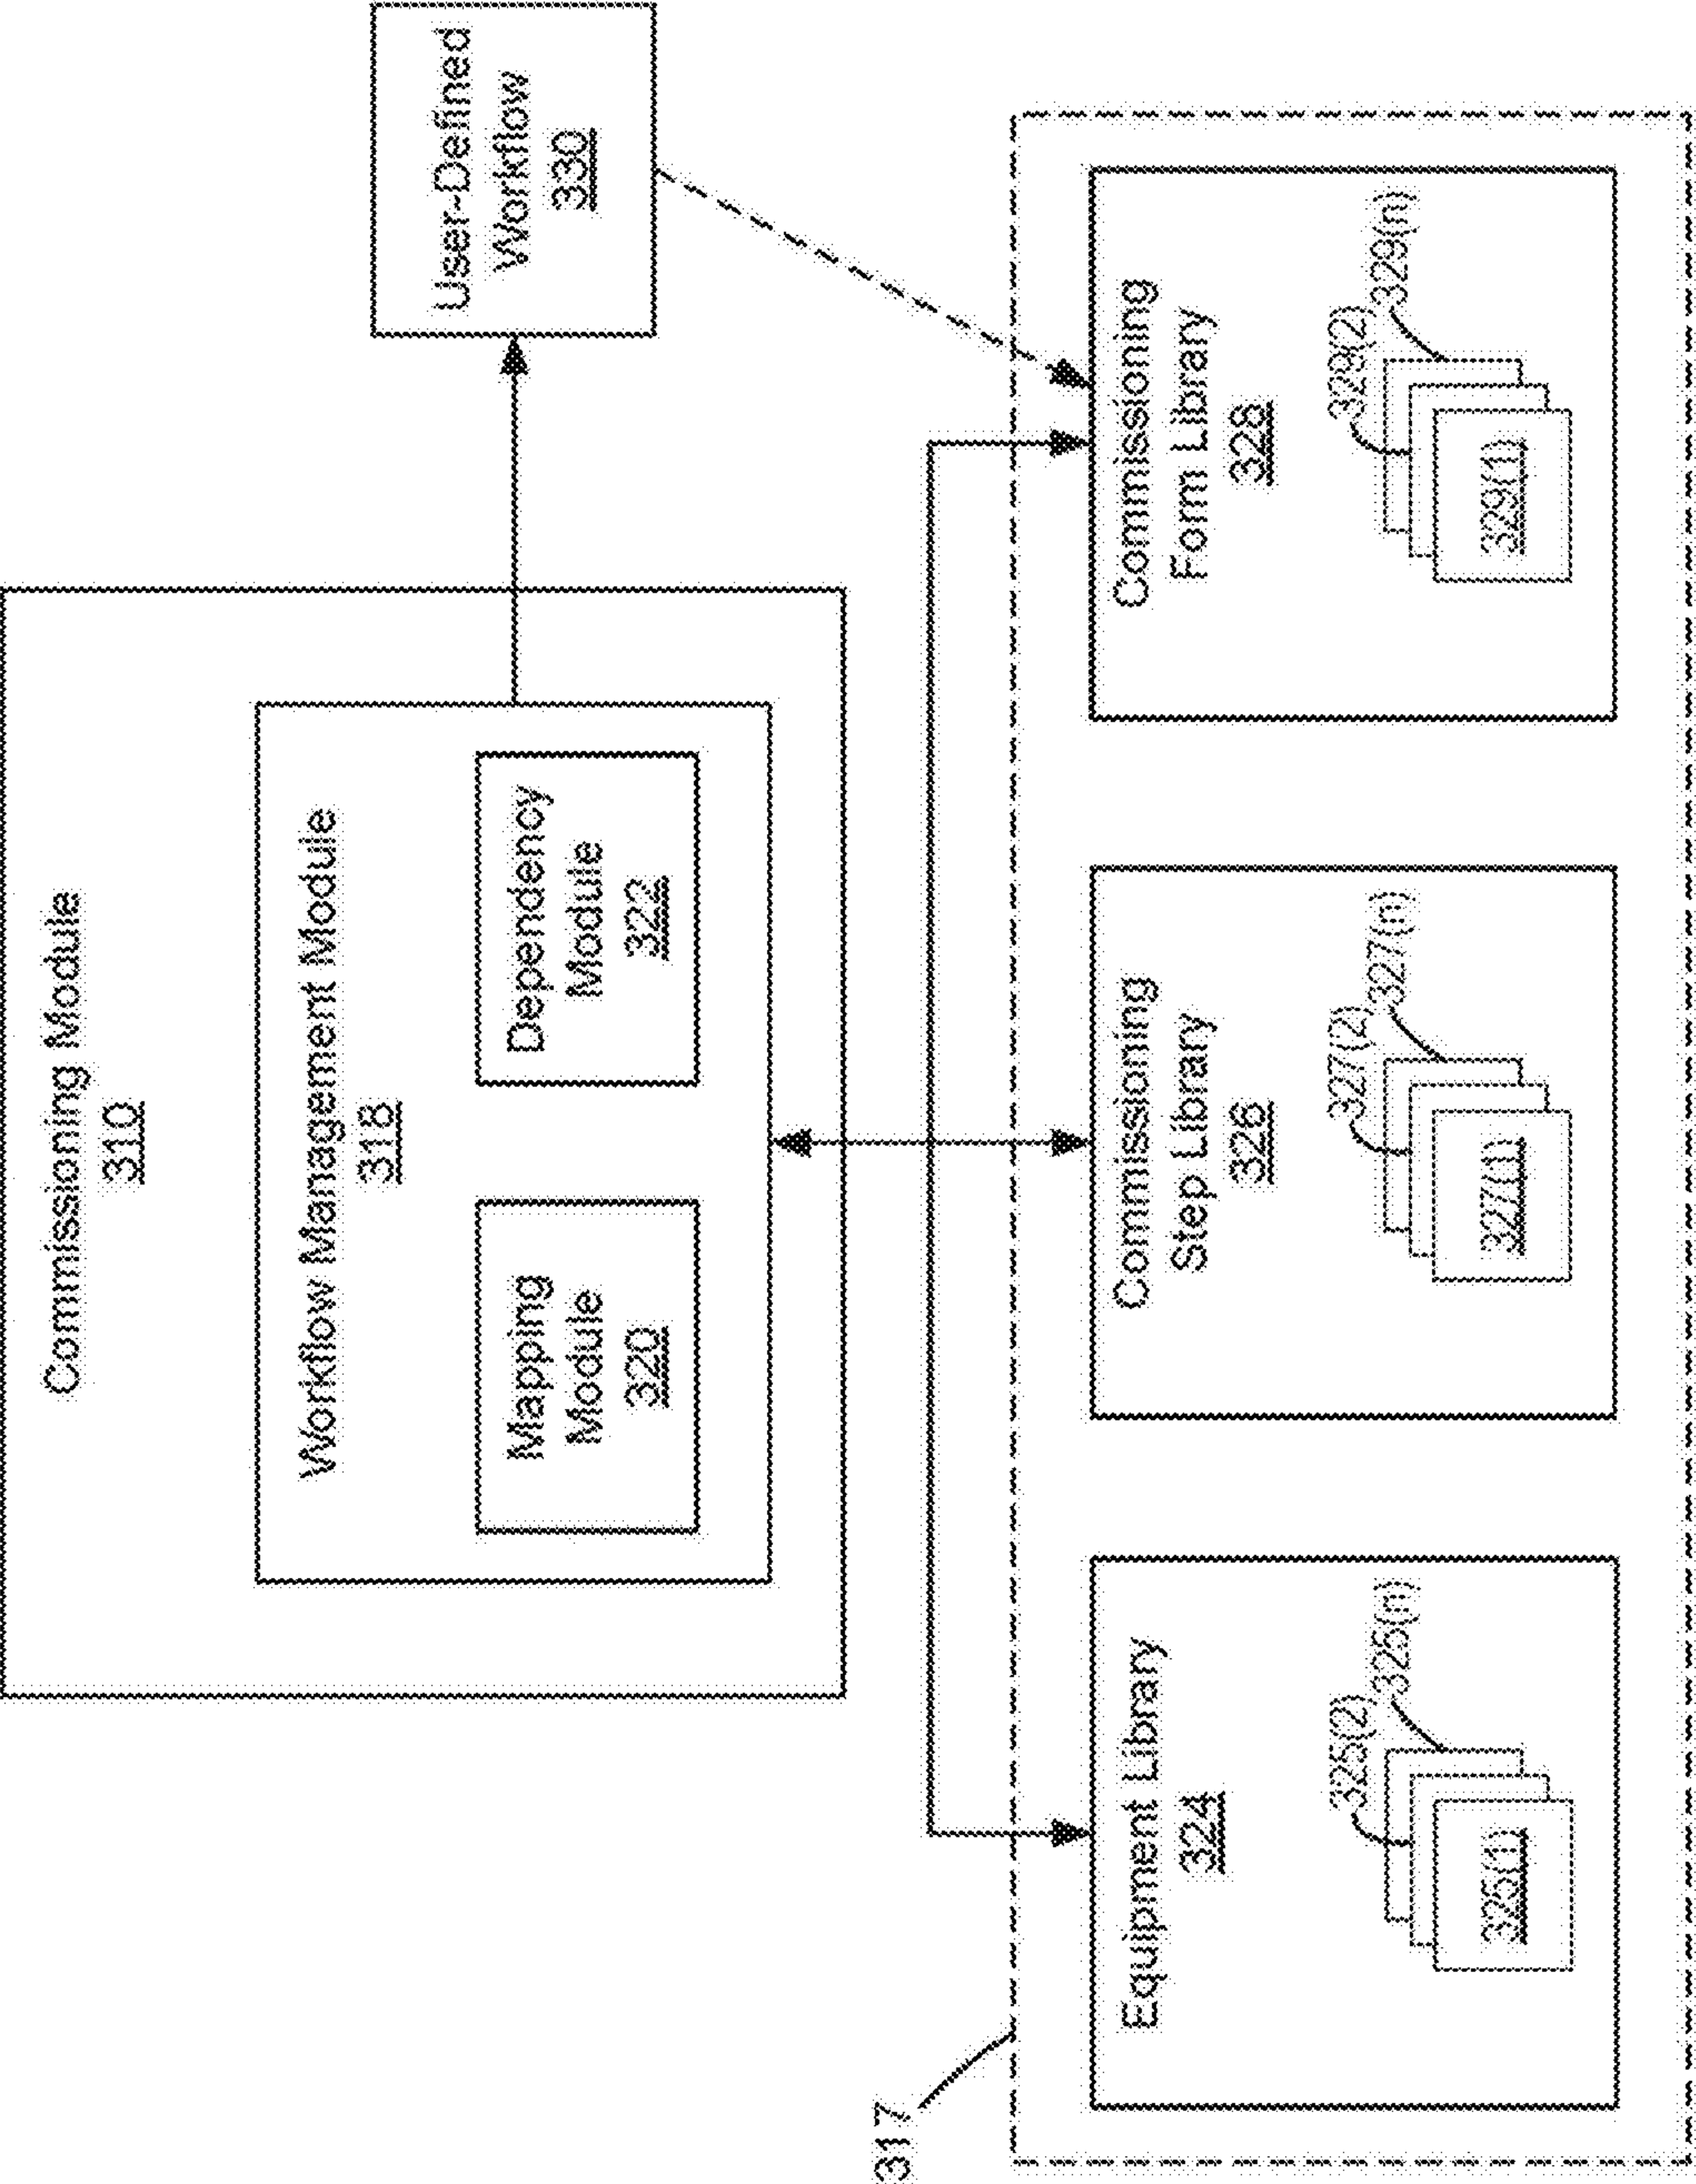 Commissioning Module
310
Workflow Management Module
318
Mapping
Module
320
Dependency
Module
322
User-Defined
Workflow
330
317
Equipment Library
324
325(2)
325(n)
325(1)
Commissioning
Step Library
326
327(2)
327(n)
327(1)
Commissioning
Form Library
328
329(2)
329(n)
329(1)